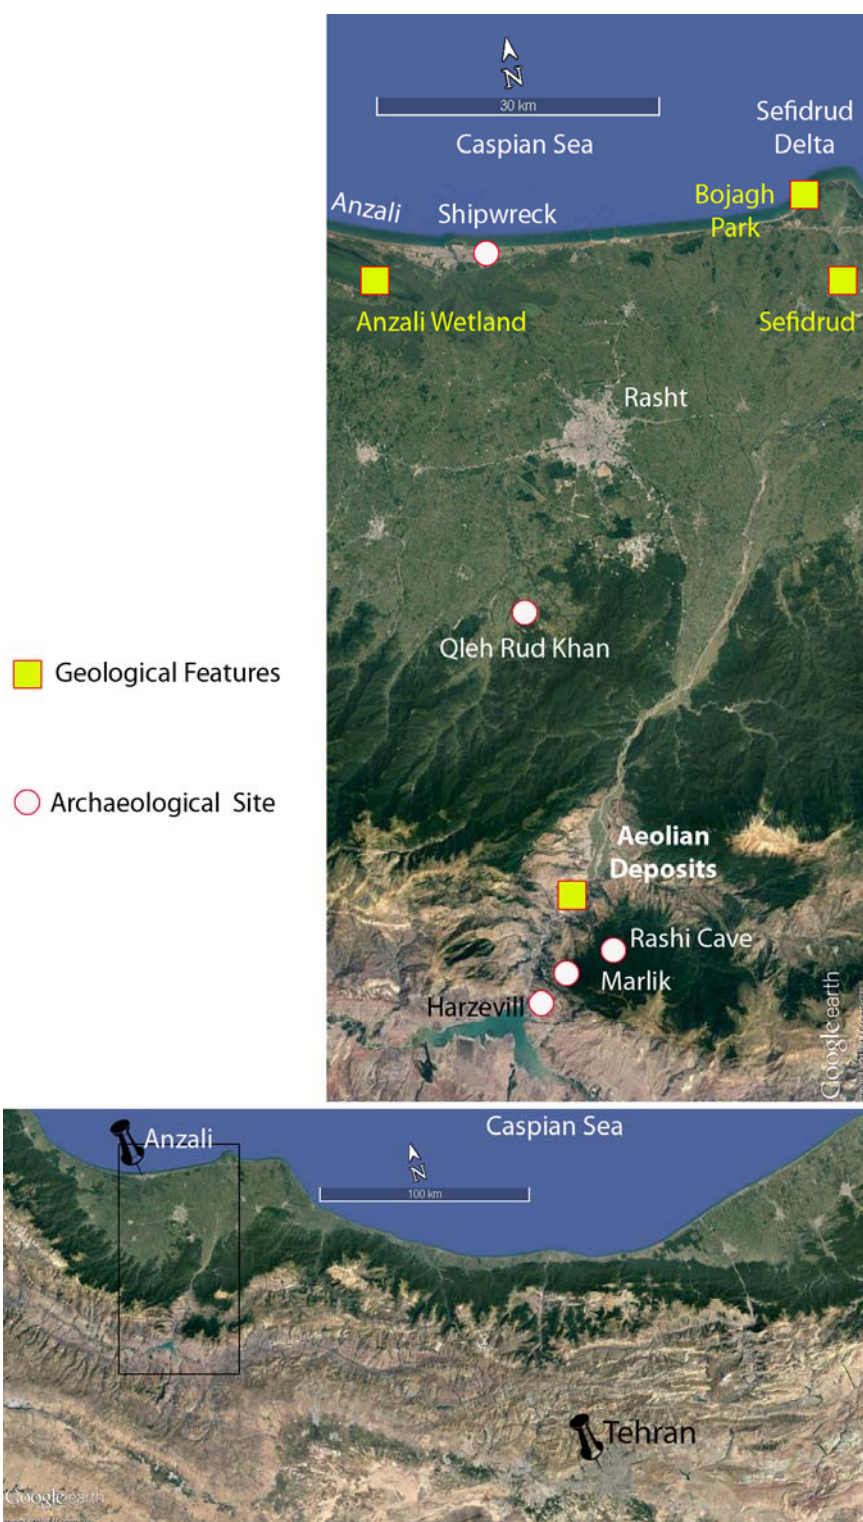 N
30 km
Sefidrud
Delta
Caspian Sea
Bojagh
Park
Anzali
Shipwreck
Anzali Wetland
Sefidrud
Rasht
Qleh Rud Khan
Geological Features
Archaeological Site
Aeolian
Deposits
Rashi Cave
Marlik
Harzevill
Google earth
Anzali
Caspian Sea
N
100 km
Tehran
Google earth